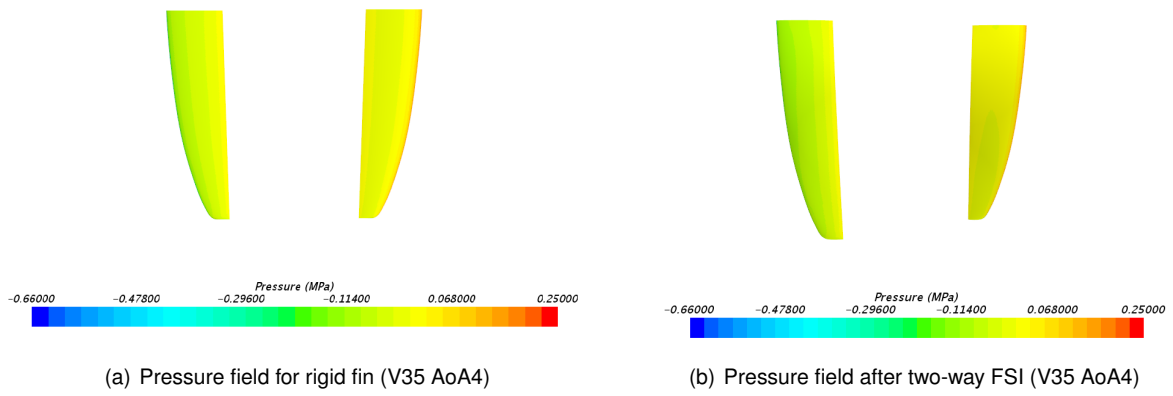 Pressure (MPa)
-0.66000 -0.47800 -0.29600 -0.11400 0.068000 0.25000
(a) Pressure field for rigid fin (V35 AoA4)
Pressure (MPa)
-0.66000 -0.47800 -0.29600 -0.11400 0.068000 0.25000
(b) Pressure field after two-way FSI (V35 AoA4)